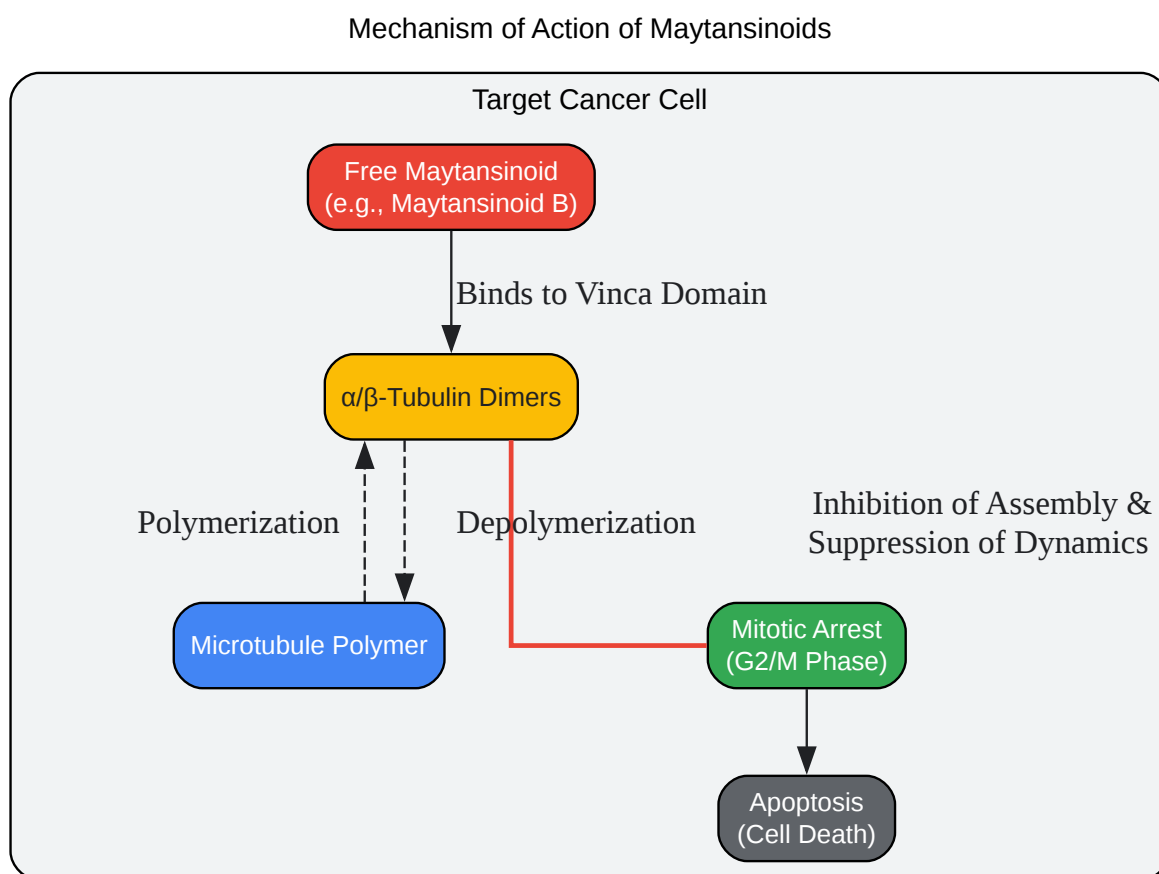 Mechanism of Action of Maytansinoids
Target Cancer Cell
Free Maytansinoid
(e.g., Maytansinoid B)
Binds to Vinca Domain
α/β-Tubulin Dimers
Polymerization
Depolymerization
Inhibition of Assembly &
Suppression of Dynamics
Microtubule Polymer
Mitotic Arrest
(G2/M Phase)
Apoptosis
(Cell Death)